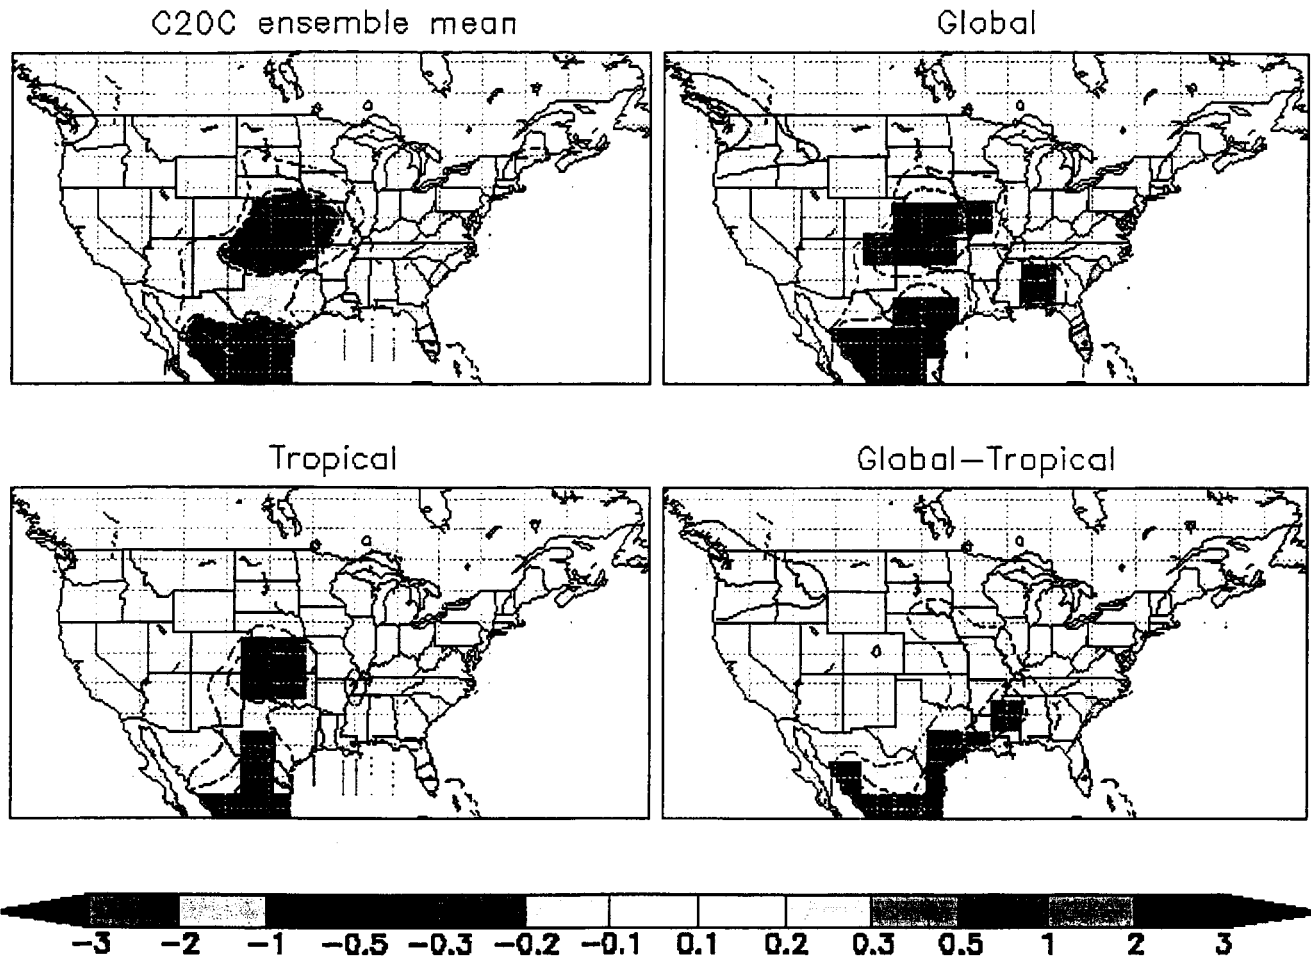 C20C ensemble mean
Global
Tropical
Global-Tropical
-3 -2 -1 -0.5 -0.3 -0.2 -0.1 0.1 0.2 0.3 0.5 1 2 3